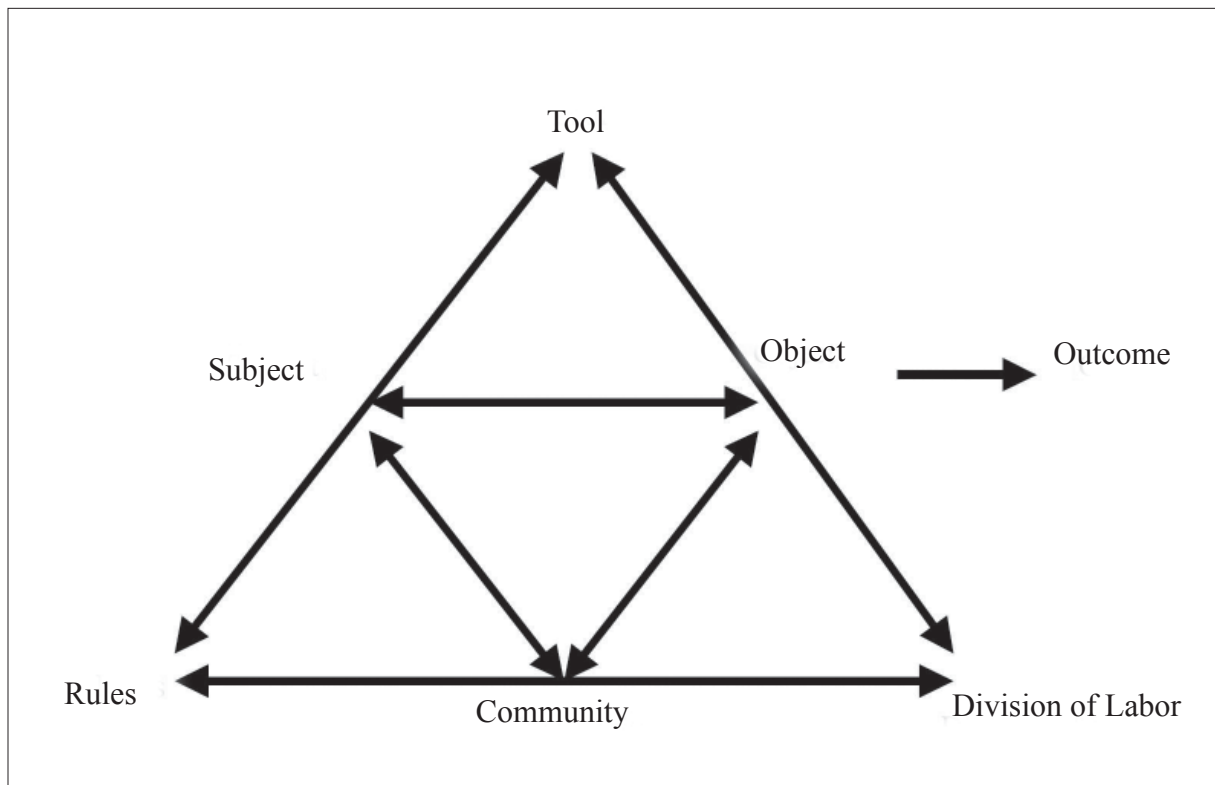 Tool
Subject
Object
Outcome
Rules
Community
Division of Labor